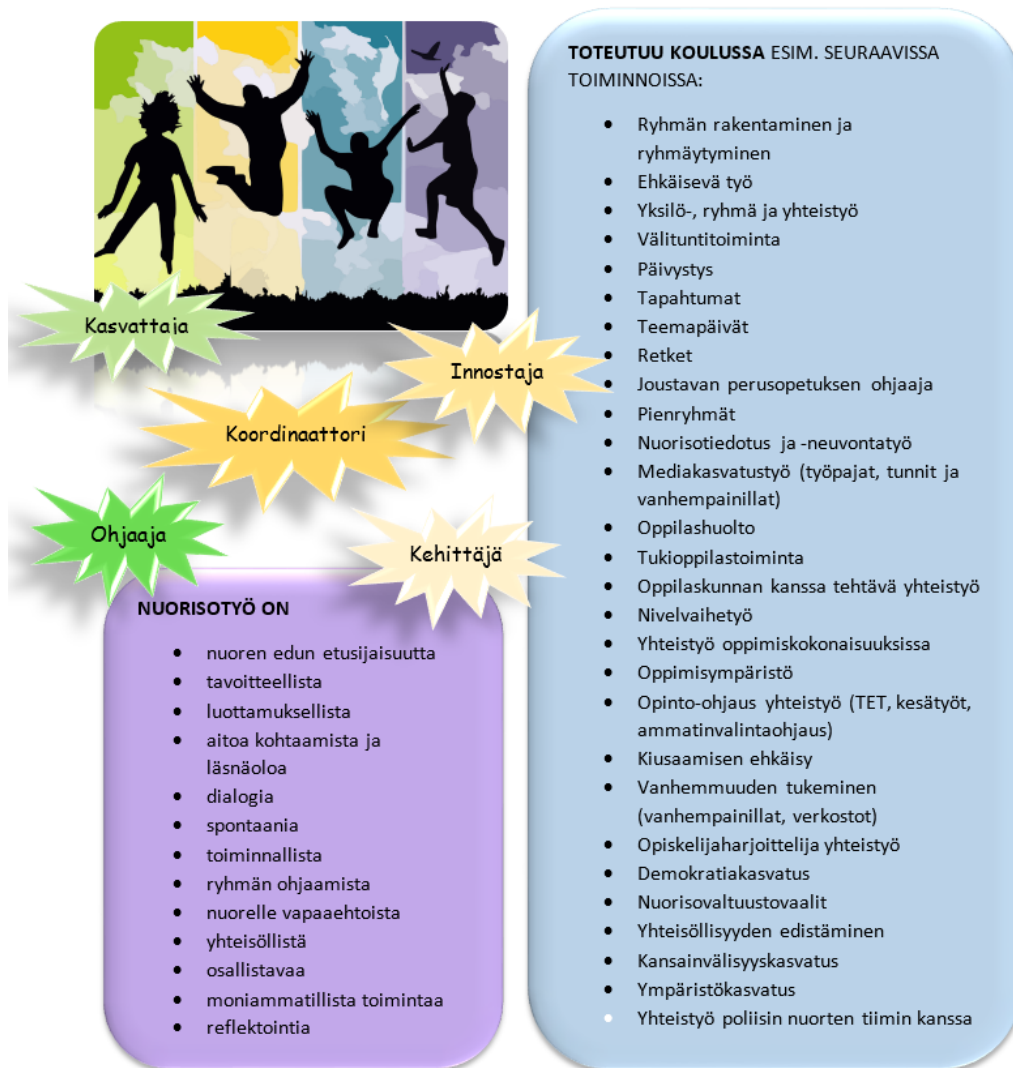 Kasvattaja
Innostaja
Koordinaattori
Ohjaaja
Kehittäjä
NUORISOTYÖ ON
• nuoren edun etusijaisuutta
• tavoitteellista
• luottamuksellista
• aitoa kohtaamista ja
läsnäoloa
• dialogia
• spontaania
• toiminnallista
• ryhmän ohjaamista
• nuorelle vapaaehtoista
• yhteisöllistä
• osallistavaa
• moniammatillista toimintaa
• reflektointia
TOTEUTUU KOULUSSA ESIM. SEURAAVISSA
TOIMINNOISSA:
• Ryhmän rakentaminen ja
ryhmäytyminen
• Ehkäisevä työ
• Yksilö-, ryhmä ja yhteistyö
• Välituntitoiminta
• Päivystys
• Tapahtumat
• Teemapäivät
• Retket
• Joustavan perusopetuksen ohjaaja
• Pienryhmät
• Nuorisotiedotus ja -neuvontatyö
• Mediakasvatustyö (työpajat, tunnit ja
vanhempainillat)
• Oppilashuolto
• Tukioppilastoiminta
• Oppilaskunnan kanssa tehtävä yhteistyö
• Nivelvaihetyö
• Yhteistyö oppimiskokonaisuuksissa
• Oppimisympäristö
• Opinto-ohjaus yhteistyö (TET, kesätyöt,
ammatinvalintaohjaus)
• Kiusaamisen ehkäisy
• Vanhemmuuden tukeminen
(vanhempainillat, verkostot)
• Opiskelijaharjoittelija yhteistyö
• Demokratiakasvatus
• Nuorisovaltuustovaalit
• Yhteisöllisyyden edistäminen
• Kansainvälisyyskasvatus
• Ympäristökasvatus
• Yhteistyö poliisin nuorten tiimin kanssa